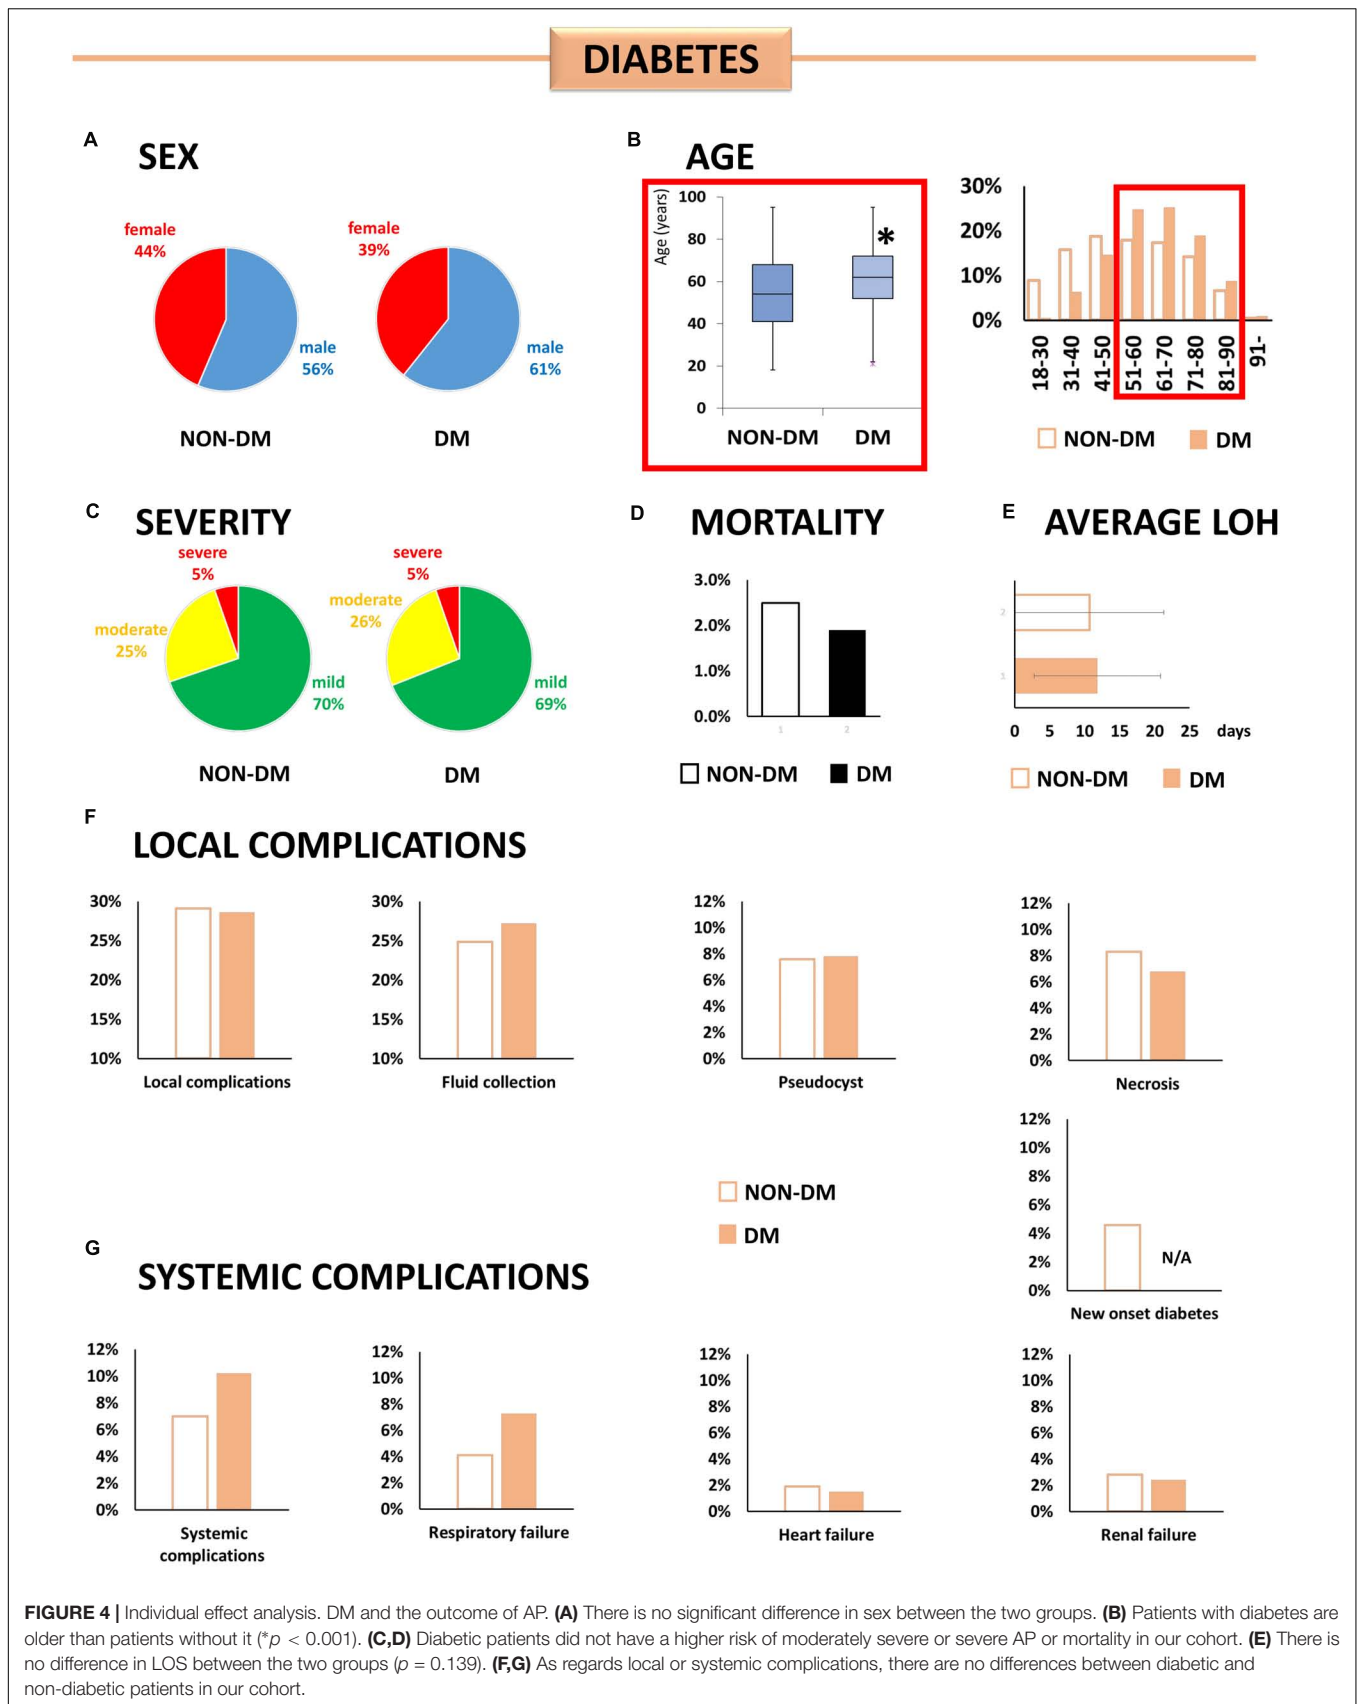 DIABETES
A
SEX
female
44%
male
56%
NON-DM
female
39%
male
61%
DM
B
AGE
Age (years)
100
80
60
40
20
0
*
NON-DM
DM
30%
20%
10%
0%
18-30
31-40
41-50
51-60
61-70
71-80
81-90
91-
NON-DM
DM
C
SEVERITY
severe
5%
moderate
25%
mild
70%
NON-DM
severe
5%
moderate
26%
mild
69%
DM
D
MORTALITY
3.0%
2.0%
1.0%
0.0%
1
2
NON-DM
DM
E
AVERAGE LOH
2
1
0 5 10 15 20 25 days
NON-DM
DM
F
LOCAL COMPLICATIONS
30%
25%
20%
15%
10%
Local complications
30%
25%
20%
15%
10%
Fluid collection
12%
10%
8%
6%
4%
2%
0%
Pseudocyst
12%
10%
8%
6%
4%
2%
0%
Necrosis
NON-DM
DM
12%
10%
8%
6%
4%
2%
0%
N/A
New onset diabetes
G
SYSTEMIC COMPLICATIONS
12%
10%
8%
6%
4%
2%
0%
Systemic
complications
12%
10%
8%
6%
4%
2%
0%
Respiratory failure
12%
10%
8%
6%
4%
2%
0%
Heart failure
12%
10%
8%
6%
4%
2%
0%
Renal failure
FIGURE 4 | Individual effect analysis. DM and the outcome of AP. (A) There is no significant difference in sex between the two groups. (B) Patients with diabetes are
older than patients without it (*p < 0.001). (C,D) Diabetic patients did not have a higher risk of moderately severe or severe AP or mortality in our cohort. (E) There is
no difference in LOS between the two groups (p = 0.139). (F,G) As regards local or systemic complications, there are no differences between diabetic and
non-diabetic patients in our cohort.